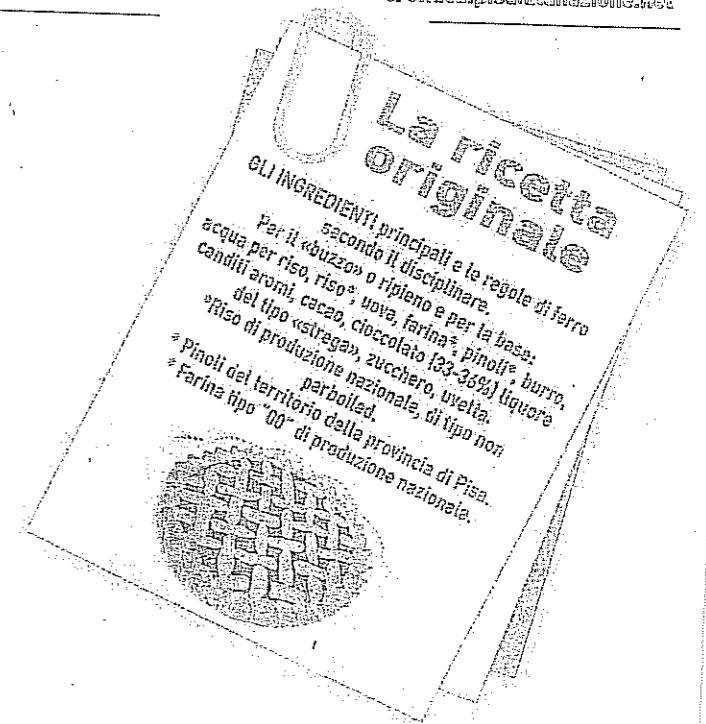 La ricetta
originale
GLI INGREDIENTI principali e le regole di ferro
secondo il disciplinare.
Per il «buzzo» o ripieno e per la base:
acqua per riso, riso*, uova, farina*, pinoli*, burro,
canditi aromi, cacao, cioccolato (33-35%) liquore
del tipo «strega», zucchero, uvetta.
*Riso di produzione nazionale, di tipo non
parboiled.
* Pinoli del territorio della provincia di Pisa.
* Farina tipo "00" di produzione nazionale.